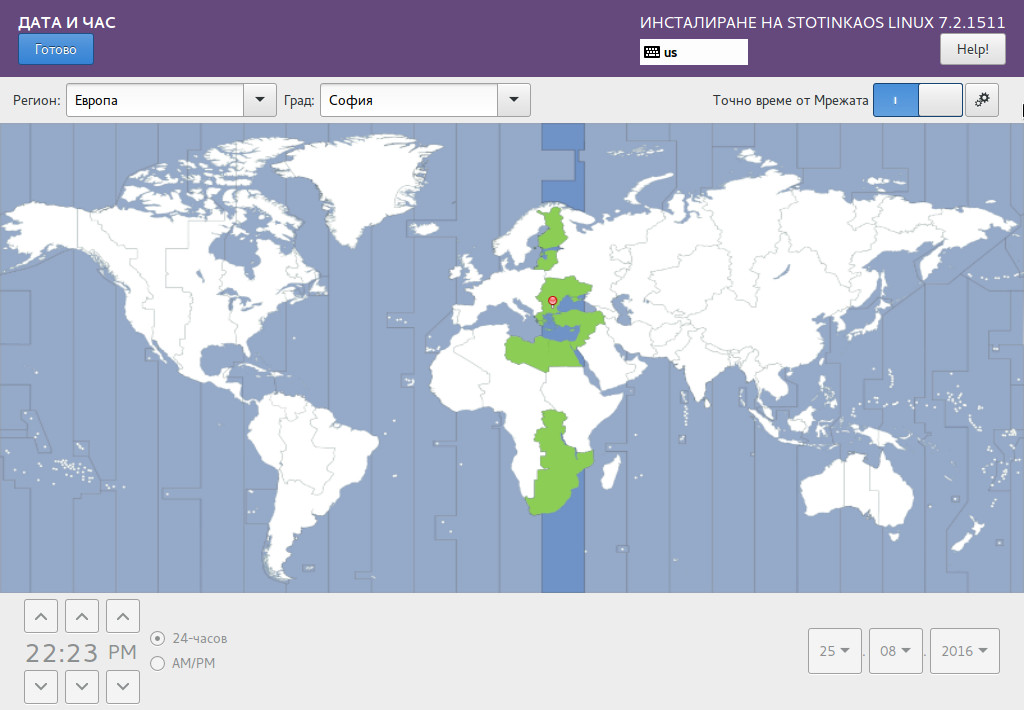 ДАТА И ЧАС
ИНСТАЛИРАНЕ НА STOTINKAOS LINUX 7.2.1511
Готово
us
Help!
Регион: Европа Град: София Точно време от Мрежата I
22:23 PM
24-часов
AM/PM
25 . 08 . 2016